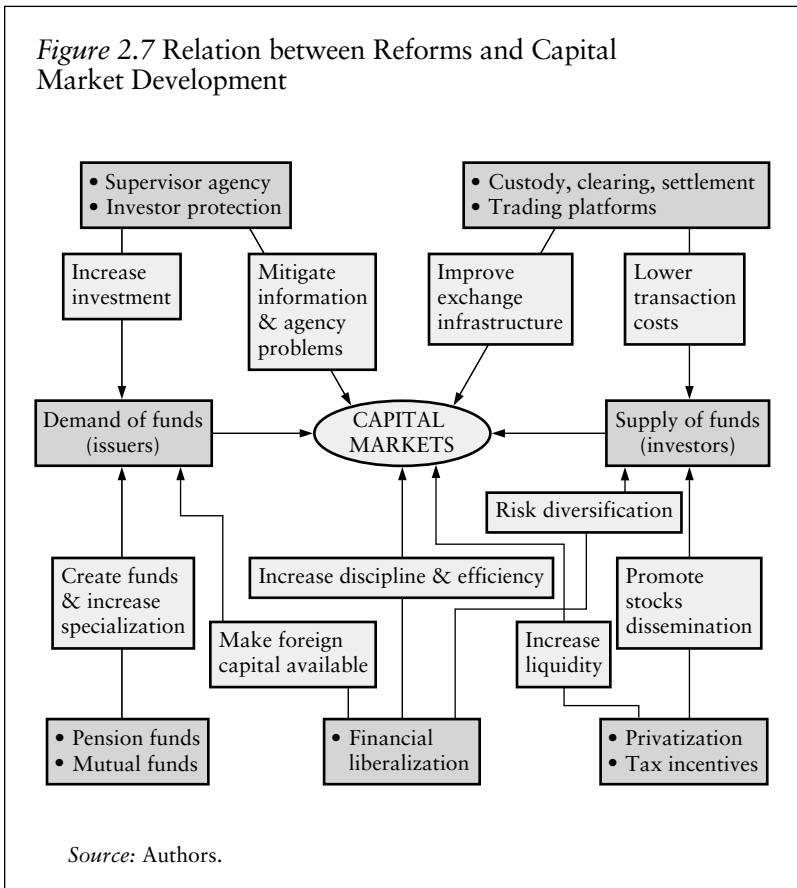 Figure 2.7 Relation between Reforms and Capital
Market Development
• Supervisor agency
• Investor protection
• Custody, clearing, settlement
• Trading platforms
Increase
investment
Mitigate
information
& agency
problems
Improve
exchange
infrastructure
Lower
transaction
costs
Demand of funds
(issuers)
CAPITAL
MARKETS
Supply of funds
(investors)
Risk diversification
Create funds
& increase
specialization
Increase discipline & efficiency
Promote
stocks
dissemination
Make foreign
capital available
Increase
liquidity
• Pension funds
• Mutual funds
• Financial
liberalization
• Privatization
• Tax incentives
Source: Authors.